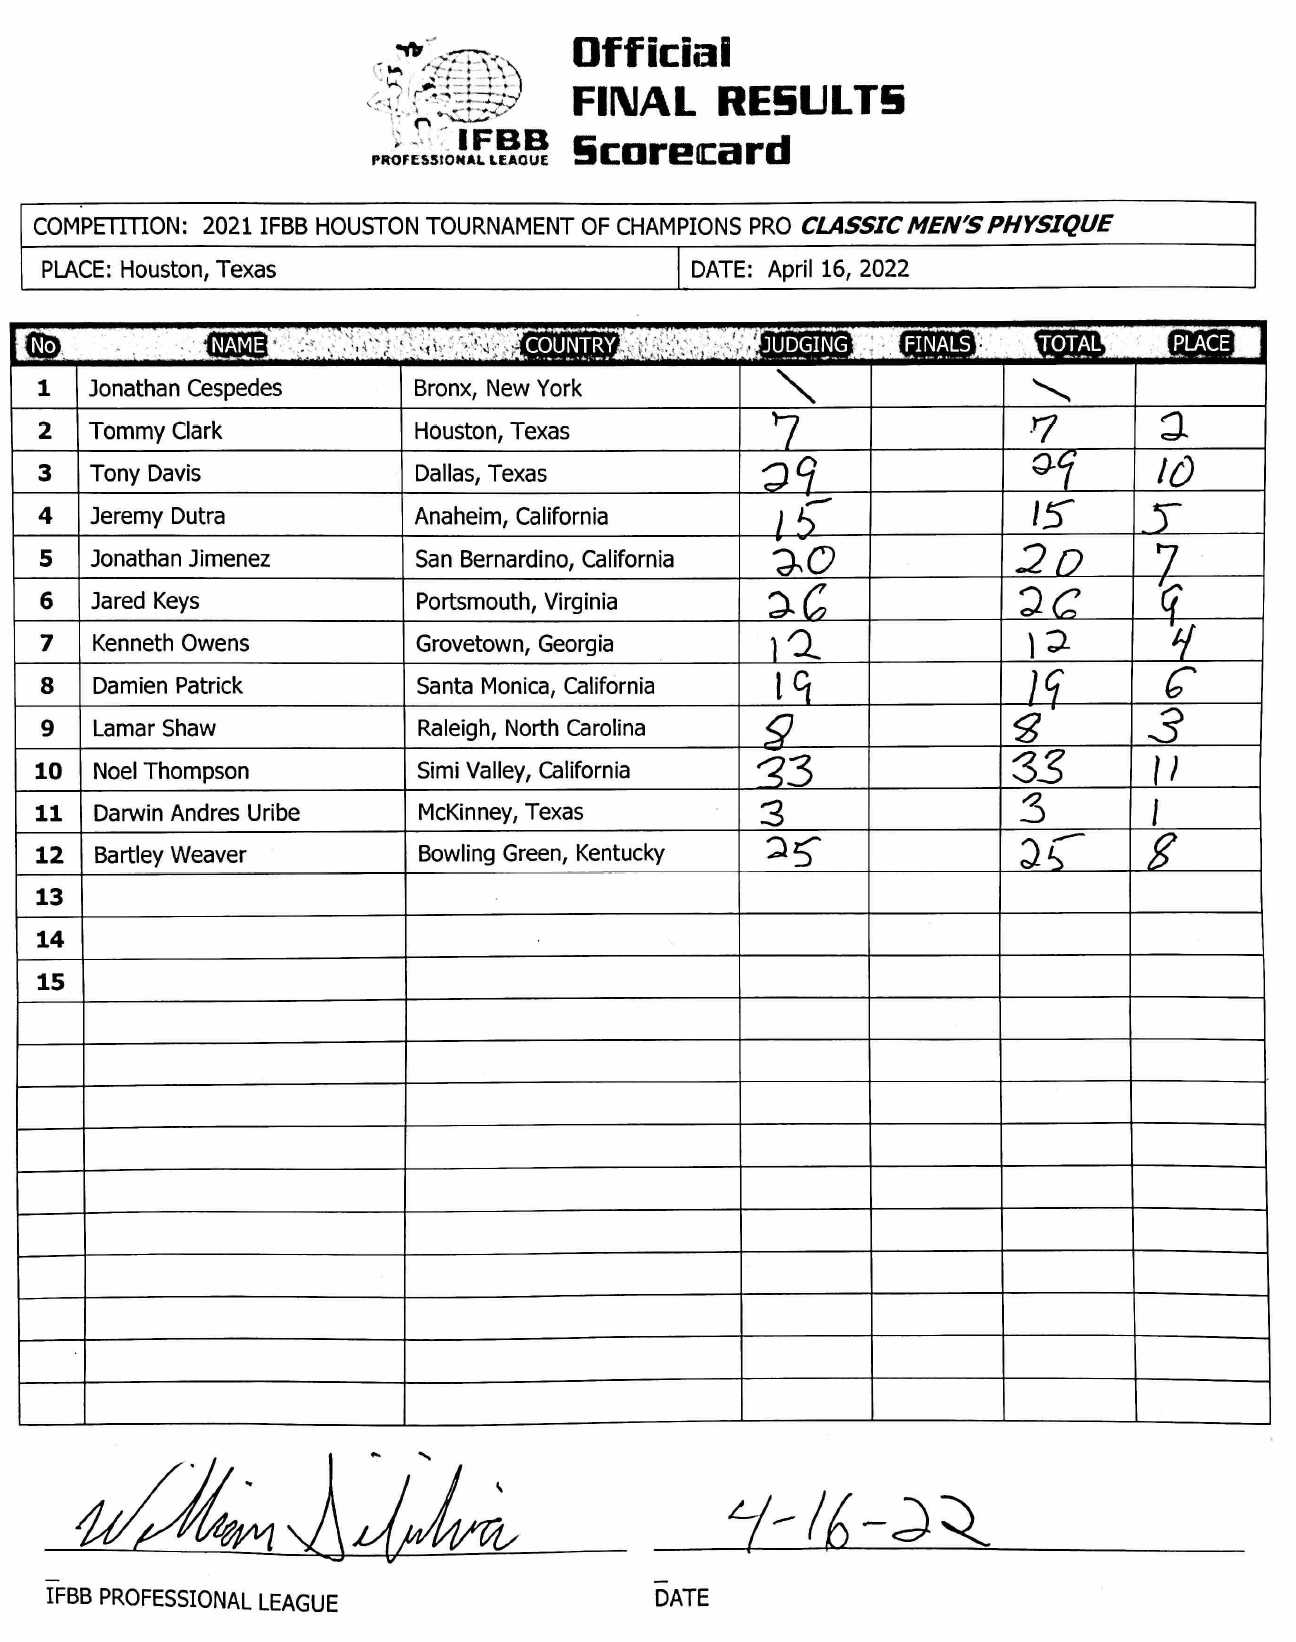 Official
FINAL RESULTS
Scorecard
IFBB
PROFESSIONAL LEAGUE
COMPETITION: 2021 IFBB HOUSTON TOURNAMENT OF CHAMPIONS PRO CLASSIC MEN'S PHYSIQUE
PLACE: Houston, Texas DATE: April 16, 2022
No NAME COUNTRY JUDGING FINALS TOTAL PLACE
1 Jonathan Cespedes Bronx, New York \ \
2 Tommy Clark Houston, Texas 7 7 2
3 Tony Davis Dallas, Texas 29 29 10
4 Jeremy Dutra Anaheim, California 15 15 5
5 Jonathan Jimenez San Bernardino, California 20 20 7
6 Jared Keys Portsmouth, Virginia 26 26 9
7 Kenneth Owens Grovetown, Georgia 12 12 4
8 Damien Patrick Santa Monica, California 19 19 6
9 Lamar Shaw Raleigh, North Carolina 8 8 3
10 Noel Thompson Simi Valley, California 33 33 11
11 Darwin Andres Uribe McKinney, Texas 3 3 1
12 Bartley Weaver Bowling Green, Kentucky 25 25 8
13
14
15
William 4-16-22
IFBB PROFESSIONAL LEAGUE DATE